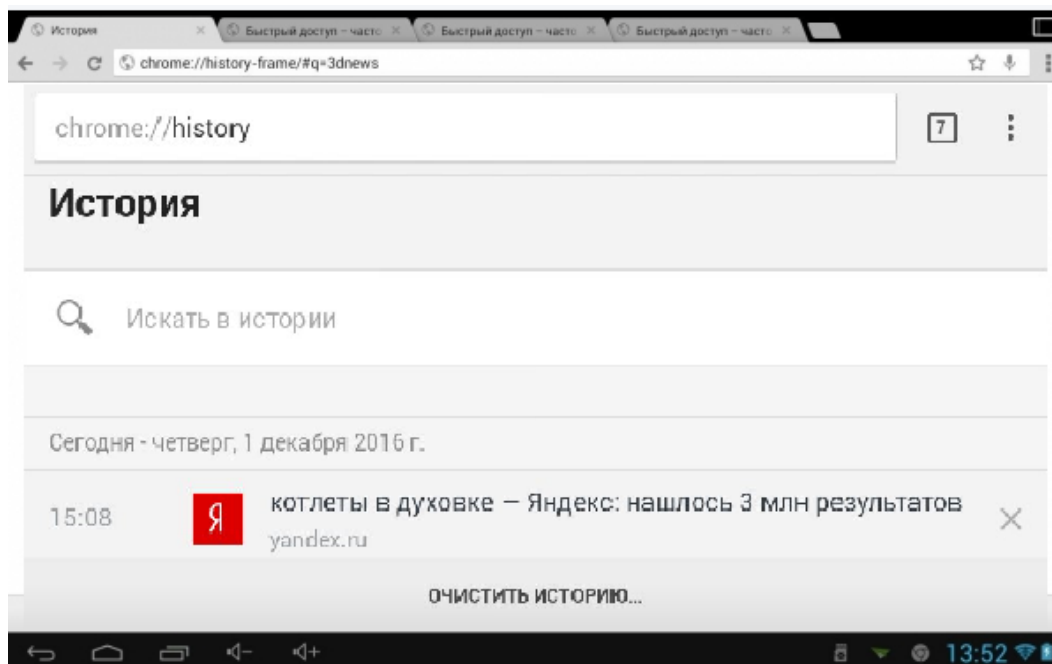 История
Быстрый доступ – часто
Быстрый доступ – часто
Быстрый доступ – часто
chrome://history-frame/#q=3dnews
chrome://history
7
История
Искать в истории
Сегодня - четверг, 1 декабря 2016 г.
15:08
Я
котлеты в духовке — Яндекс: нашлось 3 млн результатов
yandex.ru
ОЧИСТИТЬ ИСТОРИЮ...
13:52